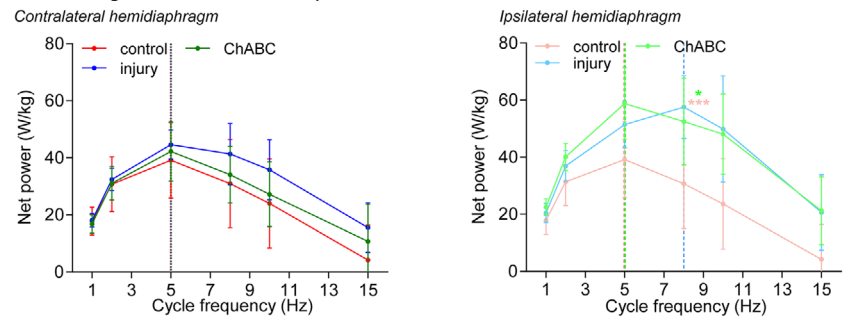 Contralateral hemidiaphragm
control
ChABC
injury
80
60
40
20
0
Net power (W/kg)
1 3 5 7 9 11 13 15
Cycle frequency (Hz)
Ipsilateral hemidiaphragm
control
ChABC
injury
*
***
80
60
40
20
0
Net power (W/kg)
1 3 5 7 9 11 13 15
Cycle frequency (Hz)